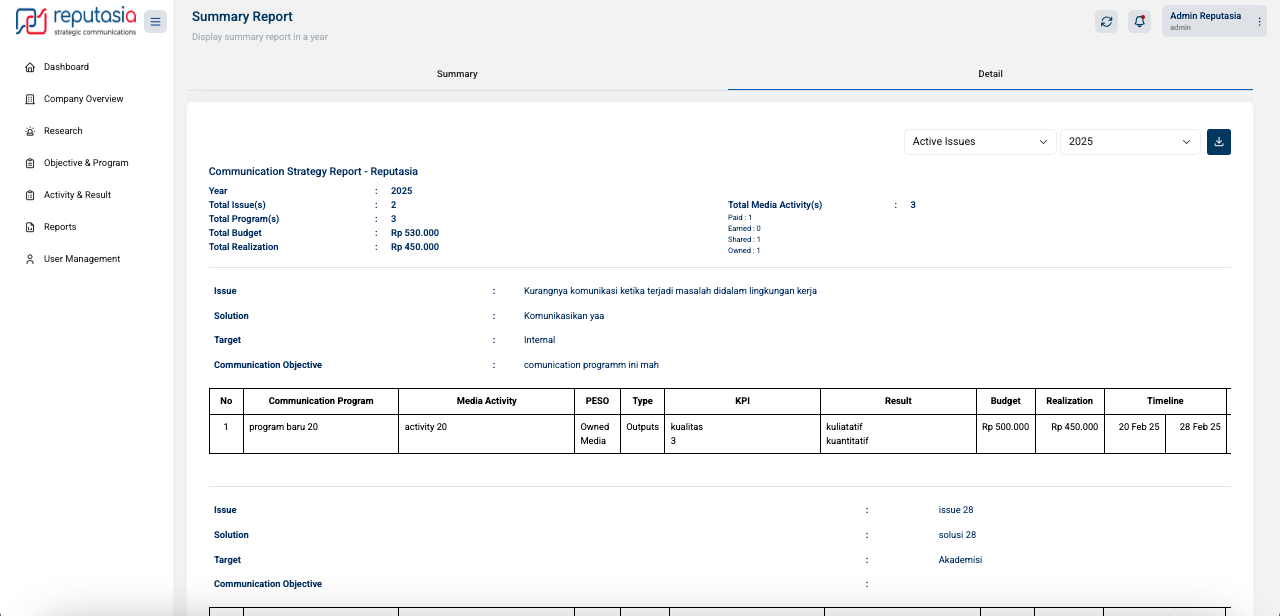 reputasia
strategic communications
Summary Report
Display summary report in a year
Admin Reputasia
admin
Dashboard
Company Overview
Research
Objective & Program
Activity & Result
Reports
User Management
Summary
Detail
Active Issues
2025
Communication Strategy Report - Reputasia
Year : 2025
Total Issue(s) : 2
Total Program(s) : 3
Total Budget : Rp 530.000
Total Realization : Rp 450.000
Total Media Activity(s) : 3
Paid : 1
Earned : 0
Shared : 1
Owned : 1
Issue : Kurangnya komunikasi ketika terjadi masalah didalam lingkungan kerja
Solution : Komunikasikan yaa
Target : Internal
Communication Objective : comunication programm ini mah
No Communication Program Media Activity PESO Type KPI Result Budget Realization Timeline
1 program baru 20 activity 20 Owned Outputs kualitas kuliatatif Rp 500.000 Rp 450.000 20 Feb 25 28 Feb 25
Media 3 kuantitatif
Issue : issue 28
Solution : solusi 28
Target : Akademisi
Communication Objective :